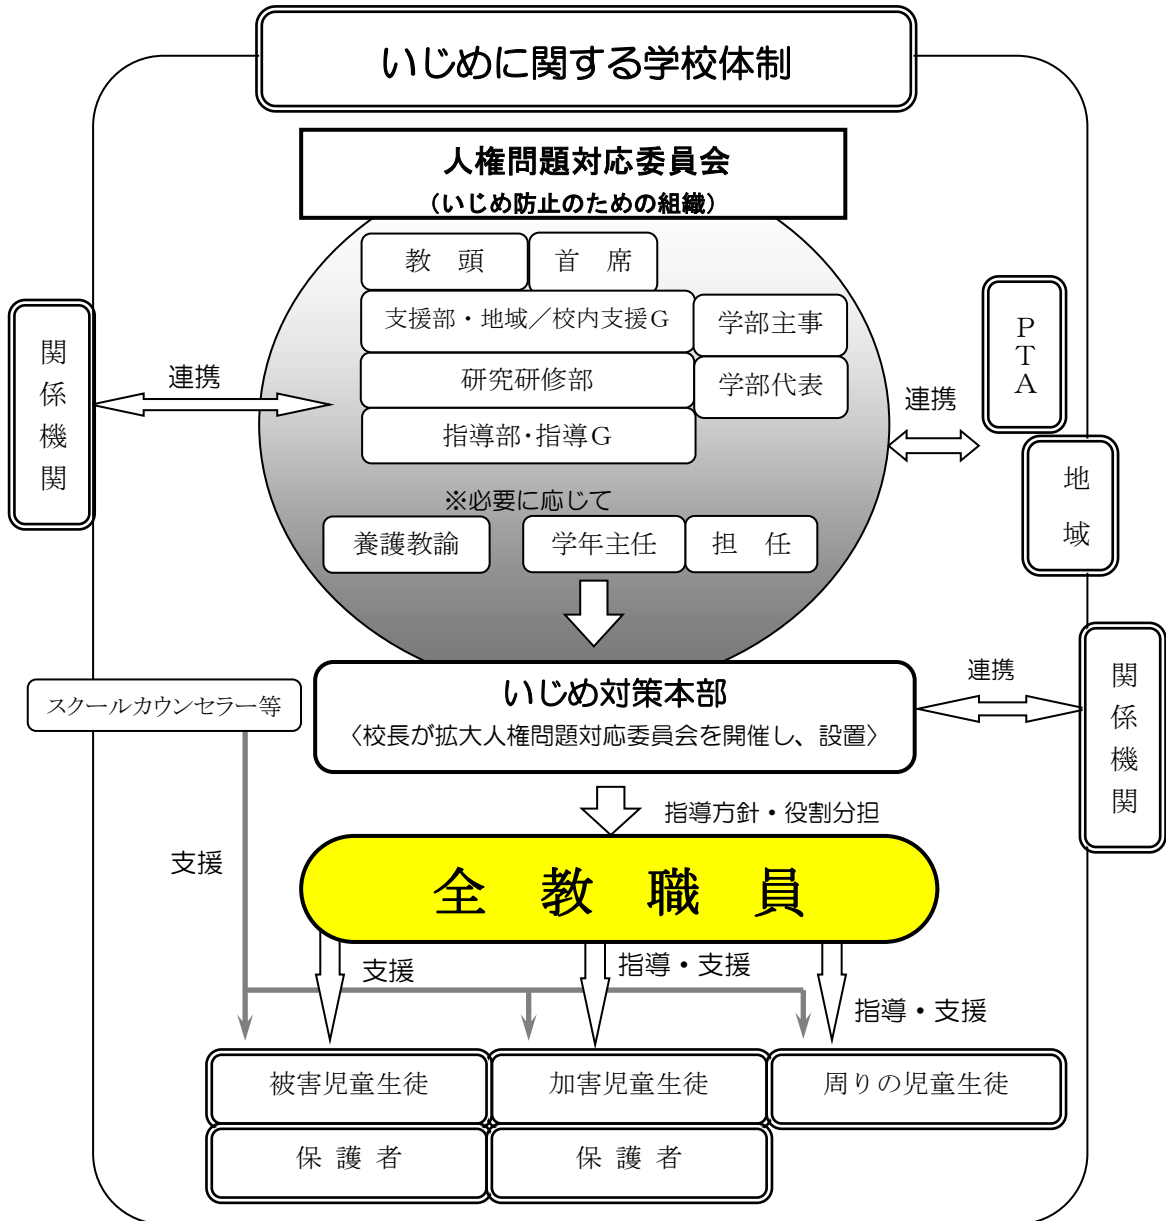 いじめに関する学校体制
人権問題対応委員会
（いじめ防止のための組織）
教　頭
首　席
支援部・地域／校内支援Ｇ
学部主事
研究研修部
学部代表
指導部･指導Ｇ
※必要に応じて
養護教諭
学年主任
担　任
関係機関
連携
連携
ＰＴＡ
地域
いじめ対策本部
〈校長が拡大人権問題対応委員会を開催し、設置〉
連携
関係機関
スクールカウンセラー等
指導方針・役割分担
支援
全　教　職　員
支援
指導・支援
指導・支援
被害児童生徒
加害児童生徒
周りの児童生徒
保 護 者
保 護 者